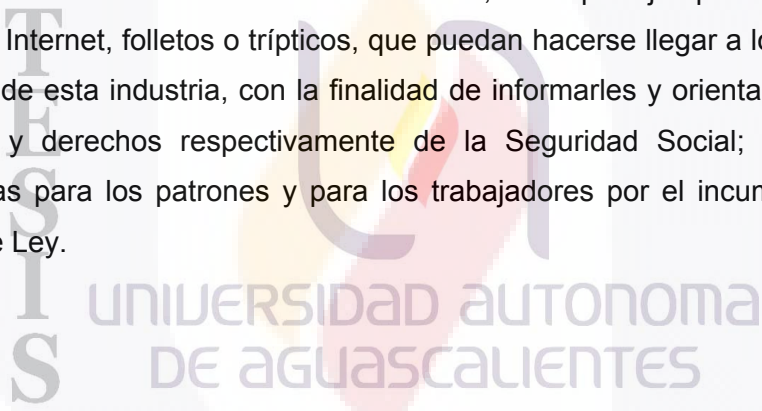 Internet, folletos o trípticos, que puedan hacerse llegar a lo
de esta industria, con la finalidad de informarles y orienta
y derechos respectivamente de la Seguridad Social;
as para los patrones y para los trabajadores por el incum
e Ley.
TESIS
UNIVERSIDAD AUTONOMA
DE AGUASCALIENTES